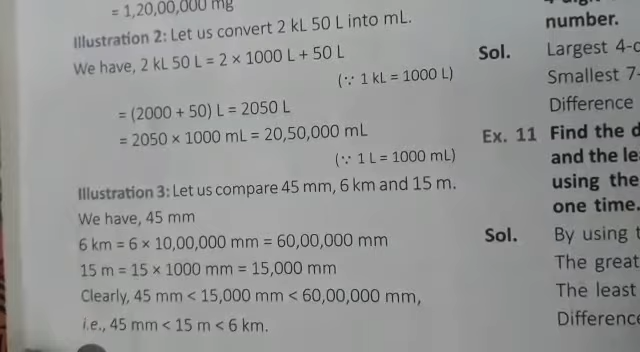 = 1,20,00,000 mg
Illustration 2: Let us convert 2 kL 50 L into mL.
We have, 2 kL 50 L = 2 × 1000 L + 50 L
(∵ 1 kL = 1000 L)
= (2000 + 50) L = 2050 L
= 2050 × 1000 mL = 20,50,000 mL
(∵ 1 L = 1000 mL)
Illustration 3: Let us compare 45 mm, 6 km and 15 m.
We have, 45 mm
6 km = 6 × 10,00,000 mm = 60,00,000 mm
15 m = 15 × 1000 mm = 15,000 mm
Clearly, 45 mm < 15,000 mm < 60,00,000 mm,
i.e., 45 mm < 15 m < 6 km.
number.
Sol. Largest 4-
Smallest 7-
Difference
Ex. 11 Find the d
and the le
using the
one time.
Sol. By using t
The great
The least
Difference